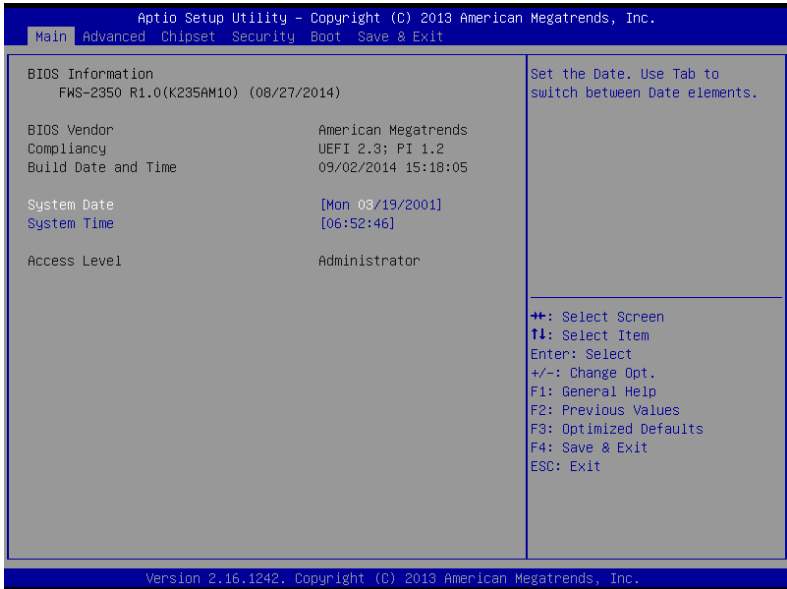 Aptio Setup Utility – Copyright (C) 2013 American Megatrends, Inc.
Main Advanced Chipset Security Boot Save & Exit
BIOS Information
FWS-2350 R1.0(K235AM10) (08/27/2014)
BIOS Vendor American Megatrends
Compliancy UEFI 2.3; PI 1.2
Build Date and Time 09/02/2014 15:18:05
System Date [Mon 03/19/2001]
System Time [06:52:46]
Access Level Administrator
Set the Date. Use Tab to
switch between Date elements.
→←: Select Screen
↑↓: Select Item
Enter: Select
+/-: Change Opt.
F1: General Help
F2: Previous Values
F3: Optimized Defaults
F4: Save & Exit
ESC: Exit
Version 2.16.1242. Copyright (C) 2013 American Megatrends, Inc.